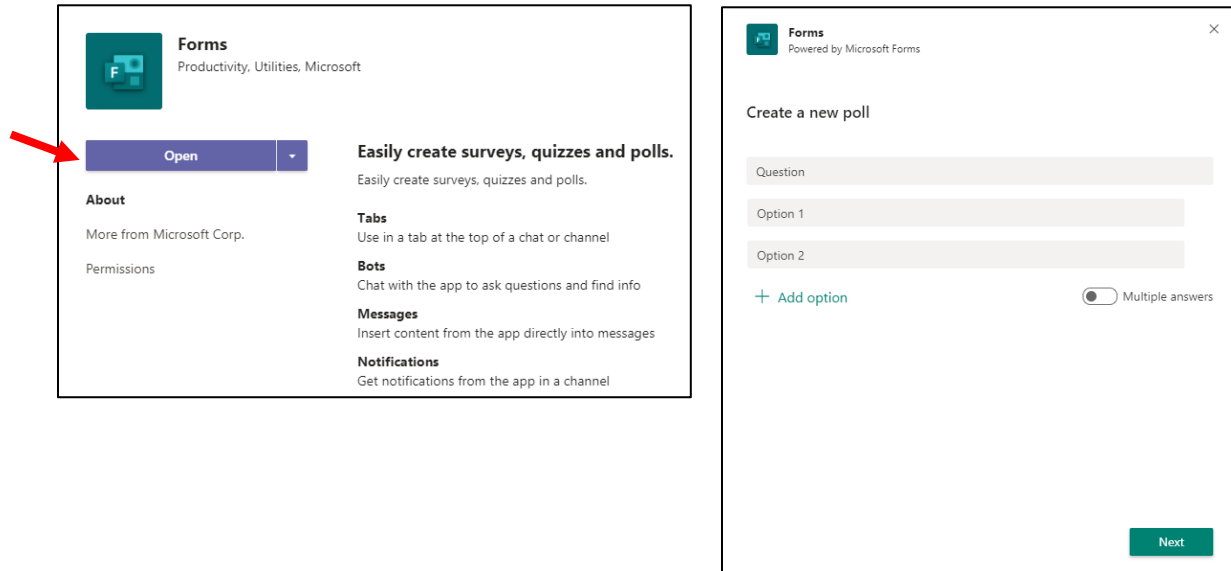 Forms
Productivity, Utilities, Microsoft
Open
About
More from Microsoft Corp.
Permissions
Easily create surveys, quizzes and polls.
Easily create surveys, quizzes and polls.
Tabs
Use in a tab at the top of a chat or channel
Bots
Chat with the app to ask questions and find info
Messages
Insert content from the app directly into messages
Notifications
Get notifications from the app in a channel
Forms
Powered by Microsoft Forms
Create a new poll
Question
Option 1
Option 2
+ Add option
Multiple answers
Next